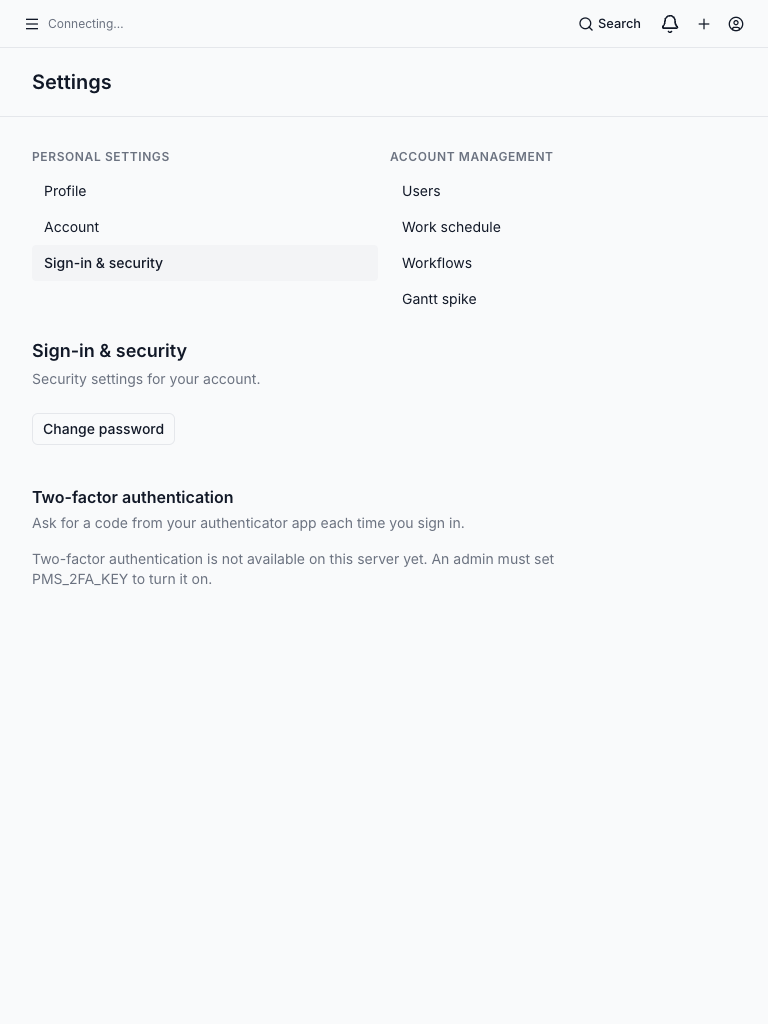 Connecting...
Search
Settings
PERSONAL SETTINGS
Profile
Account
Sign-in & security
ACCOUNT MANAGEMENT
Users
Work schedule
Workflows
Gantt spike
Sign-in & security
Security settings for your account.
Change password
Two-factor authentication
Ask for a code from your authenticator app each time you sign in.
Two-factor authentication is not available on this server yet. An admin must set
PMS_2FA_KEY to turn it on.